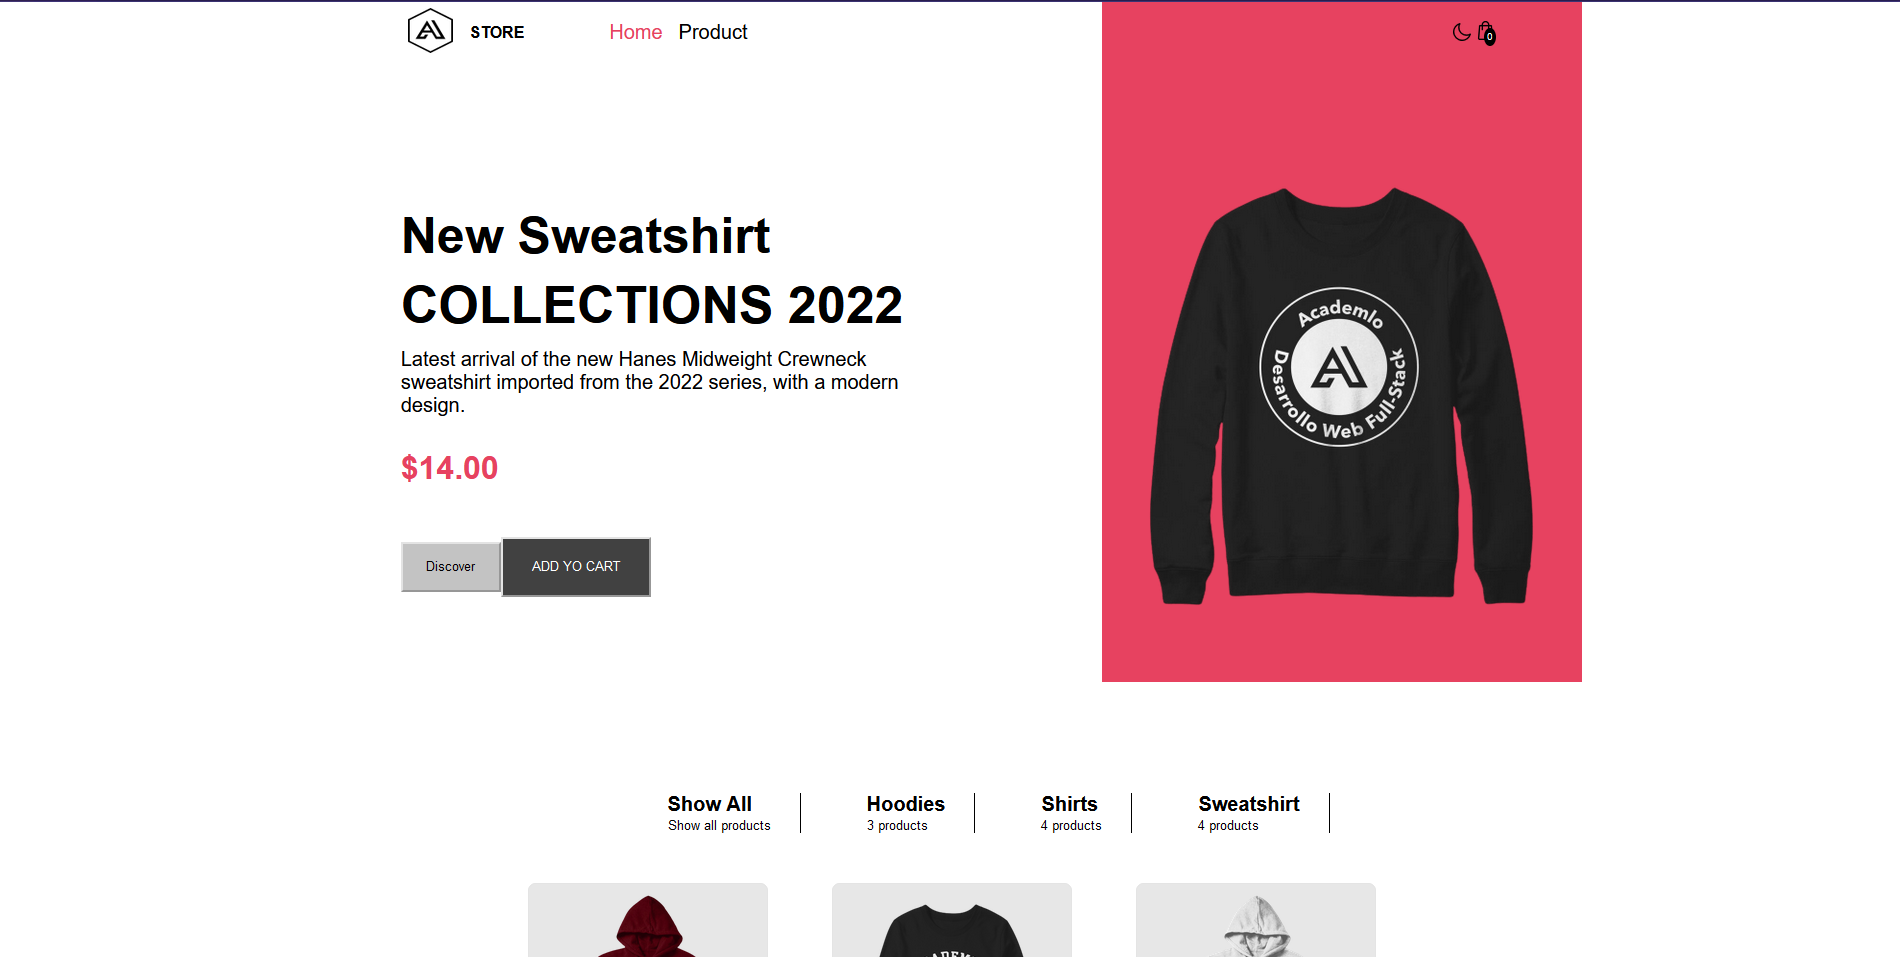 STORE
Home Product
0
New Sweatshirt
COLLECTIONS 2022
Latest arrival of the new Hanes Midweight Crewneck
sweatshirt imported from the 2022 series, with a modern
design.
$14.00
Discover
ADD YO CART
Academlo
Desarrollo Web Full-Stack
Show All
Show all products
Hoodies
3 products
Shirts
4 products
Sweatshirt
4 products